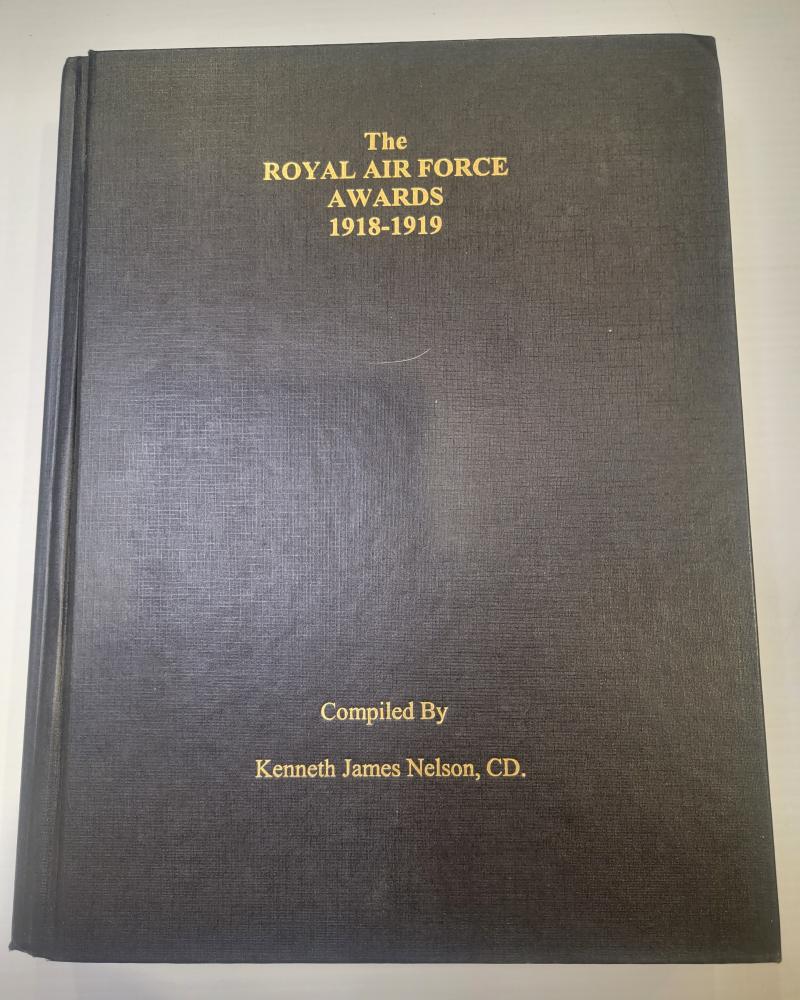 The
ROYAL AIR FORCE
AWARDS
1918-1919
Compiled By
Kenneth James Nelson, CD.